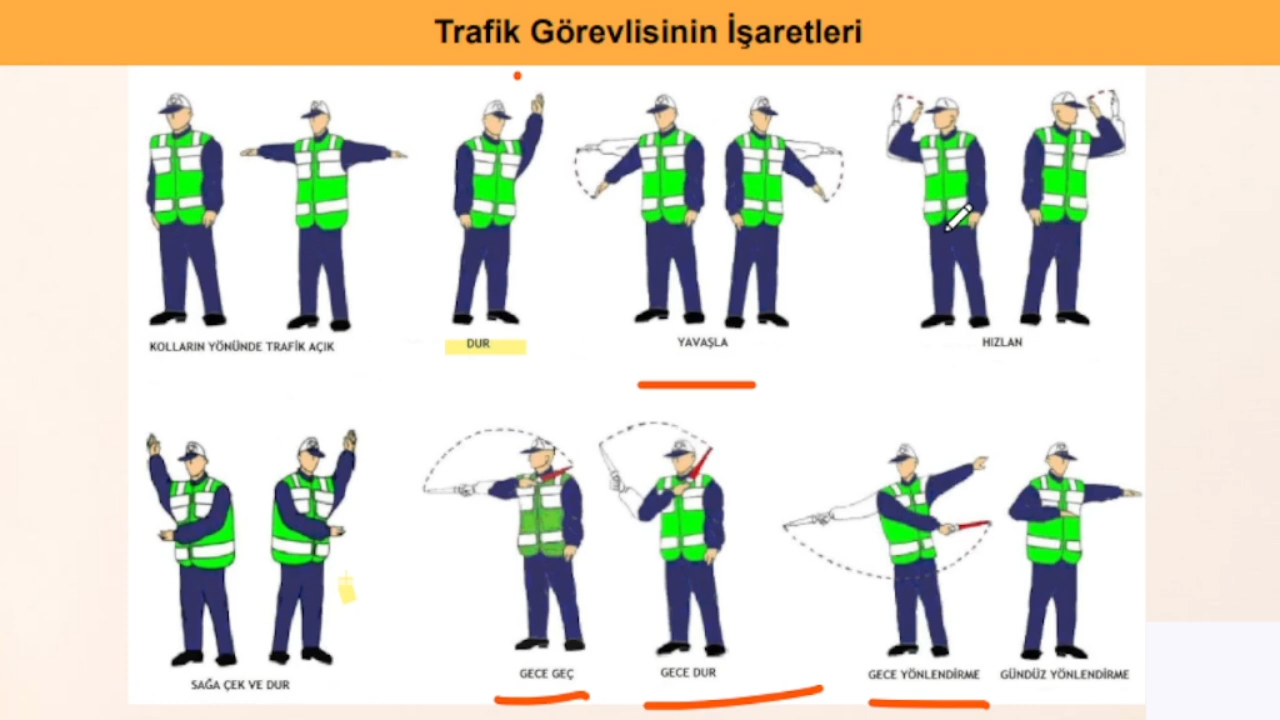 Trafik Görevlisinin İşaretleri
KOLLARIN YÖNÜNDE TRAFİK AÇIK
DUR
YAVAŞLA
HIZLAN
SAĞA ÇEK VE DUR
GECE GEÇ
GECE DUR
GECE YÖNLENDİRME
GÜNDÜZ YÖNLENDİRME